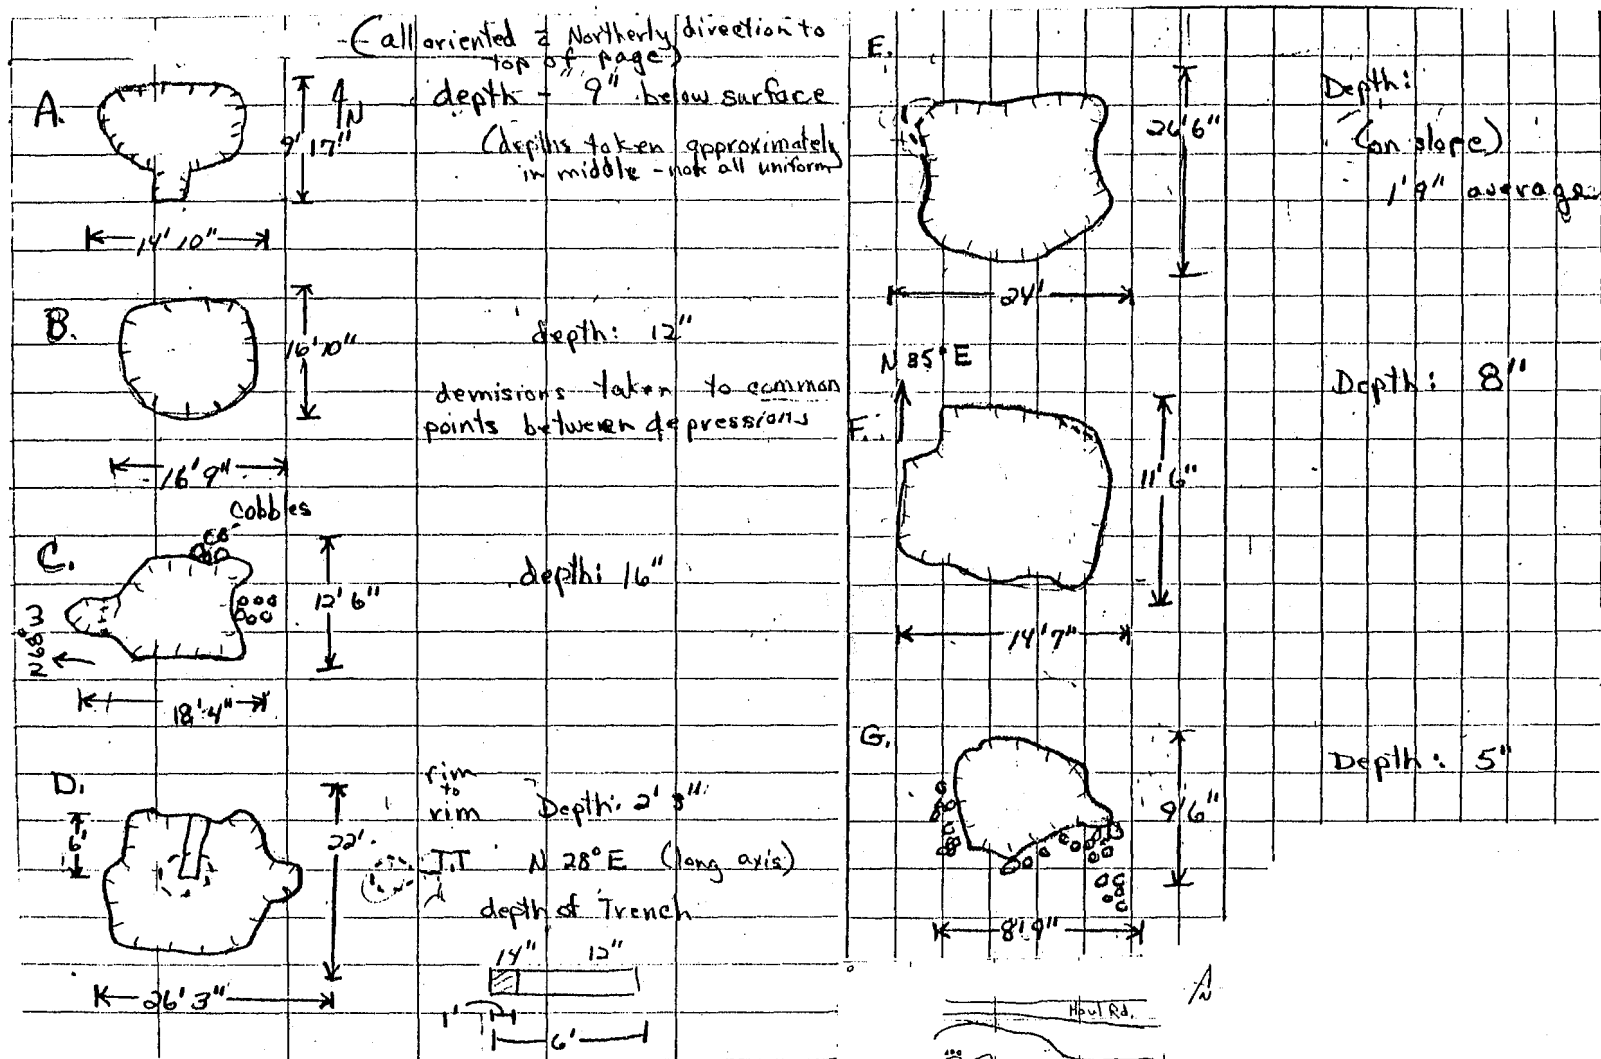 (all oriented ā Northerly direction to
top of page)
A.
N
9' 17"
14' 10"
depth - 9" below surface
(depths taken approximately
in middle - not all uniform
B.
16' 10"
16' 9"
depth: 12"
demisions taken to common
points between depressions
Cobbles
C.
12' 6"
N68°W
18' 4"
depth: 16"
D.
6'
22'
26' 3"
rim
to
rim
Depth: 2' 3"
T.T N 28° E (long axis)
depth of Trench
14" 12"
1'
6'
E.
26' 6"
24'
Depth:
(on slope)
1' 9" average
N 85° E
F.
11' 6"
14' 7"
Depth: 8"
G.
9' 6"
8' 9"
Depth: 5"
N
Haul Rd.